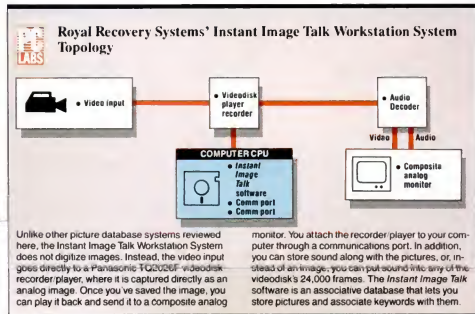 PC
LABS
Royal Recovery Systems' Instant Image Talk Workstation System
Topology
• Video input
• Videodisk
player
recorder
• Audio
Decoder
Video
Audio
COMPUTER CPU
• Instant
Image
Talk
software
• Comm port
• Comm port
• Composite
analog
monitor
Unlike other picture database systems reviewed
here, the Instant Image Talk Workstation System
does not digitize images. Instead, the video input
goes directly to a Panasonic TQ2026F videodisk
recorder/player, where it is captured directly as an
analog image. Once you've saved the image, you
can play it back and send it to a composite analog
monitor. You attach the recorder/player to your com-
puter through a communications port. In addition,
you can store sound along with the pictures, or, in-
stead of an image, you can put sound into any of the
videodisk's 24,000 frames. The Instant Image Talk
software is an associative database that lets you
store pictures and associate keywords with them.